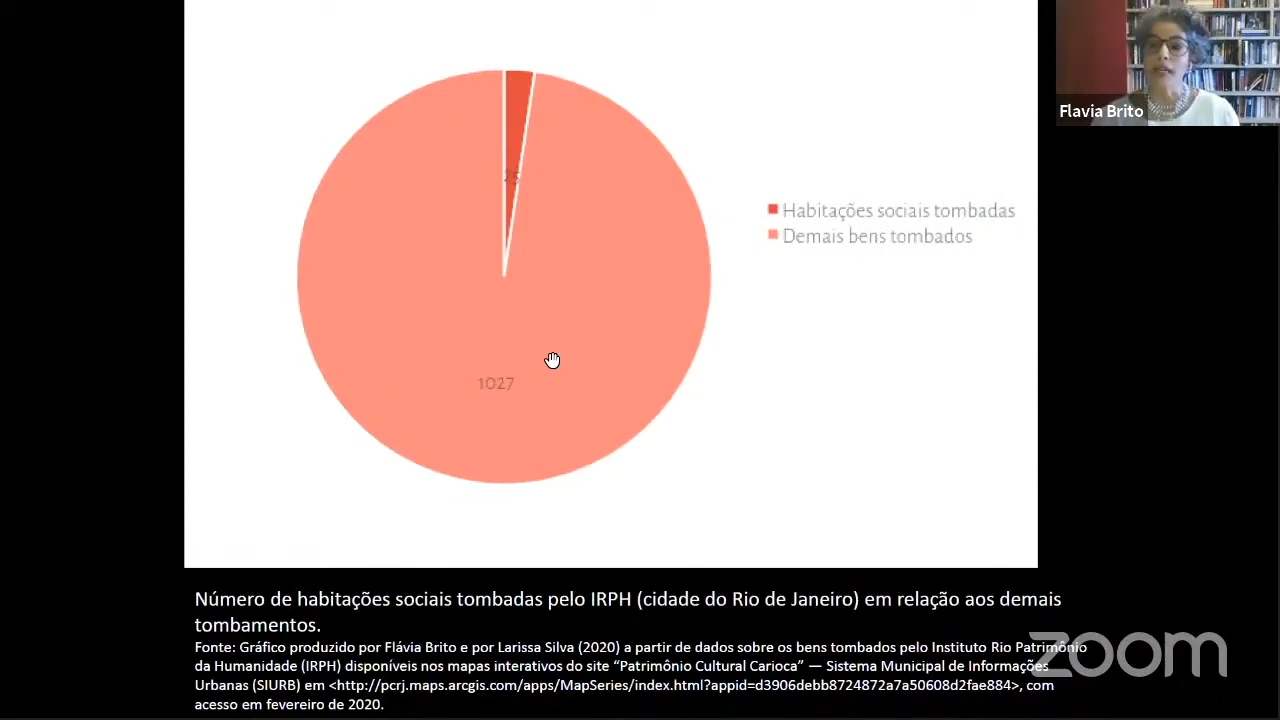 25
1027
Habitações sociais tombadas
Demais bens tombados
Flavia Brito
Número de habitações sociais tombadas pelo IRPH (cidade do Rio de Janeiro) em relação aos demais
tombamentos.
Fonte: Gráfico produzido por Flávia Brito e por Larissa Silva (2020) a partir de dados sobre os bens tombados pelo Instituto Rio Patrimônio
da Humanidade (IRPH) disponíveis nos mapas interativos do site “Patrimônio Cultural Carioca” — Sistema Municipal de Informações
Urbanas (SIURB) em <http://pcrj.maps.arcgis.com/apps/MapSeries/index.html?appid=d3906debb8724872a7a50608d2fae884>, com
acesso em fevereiro de 2020.
zoom